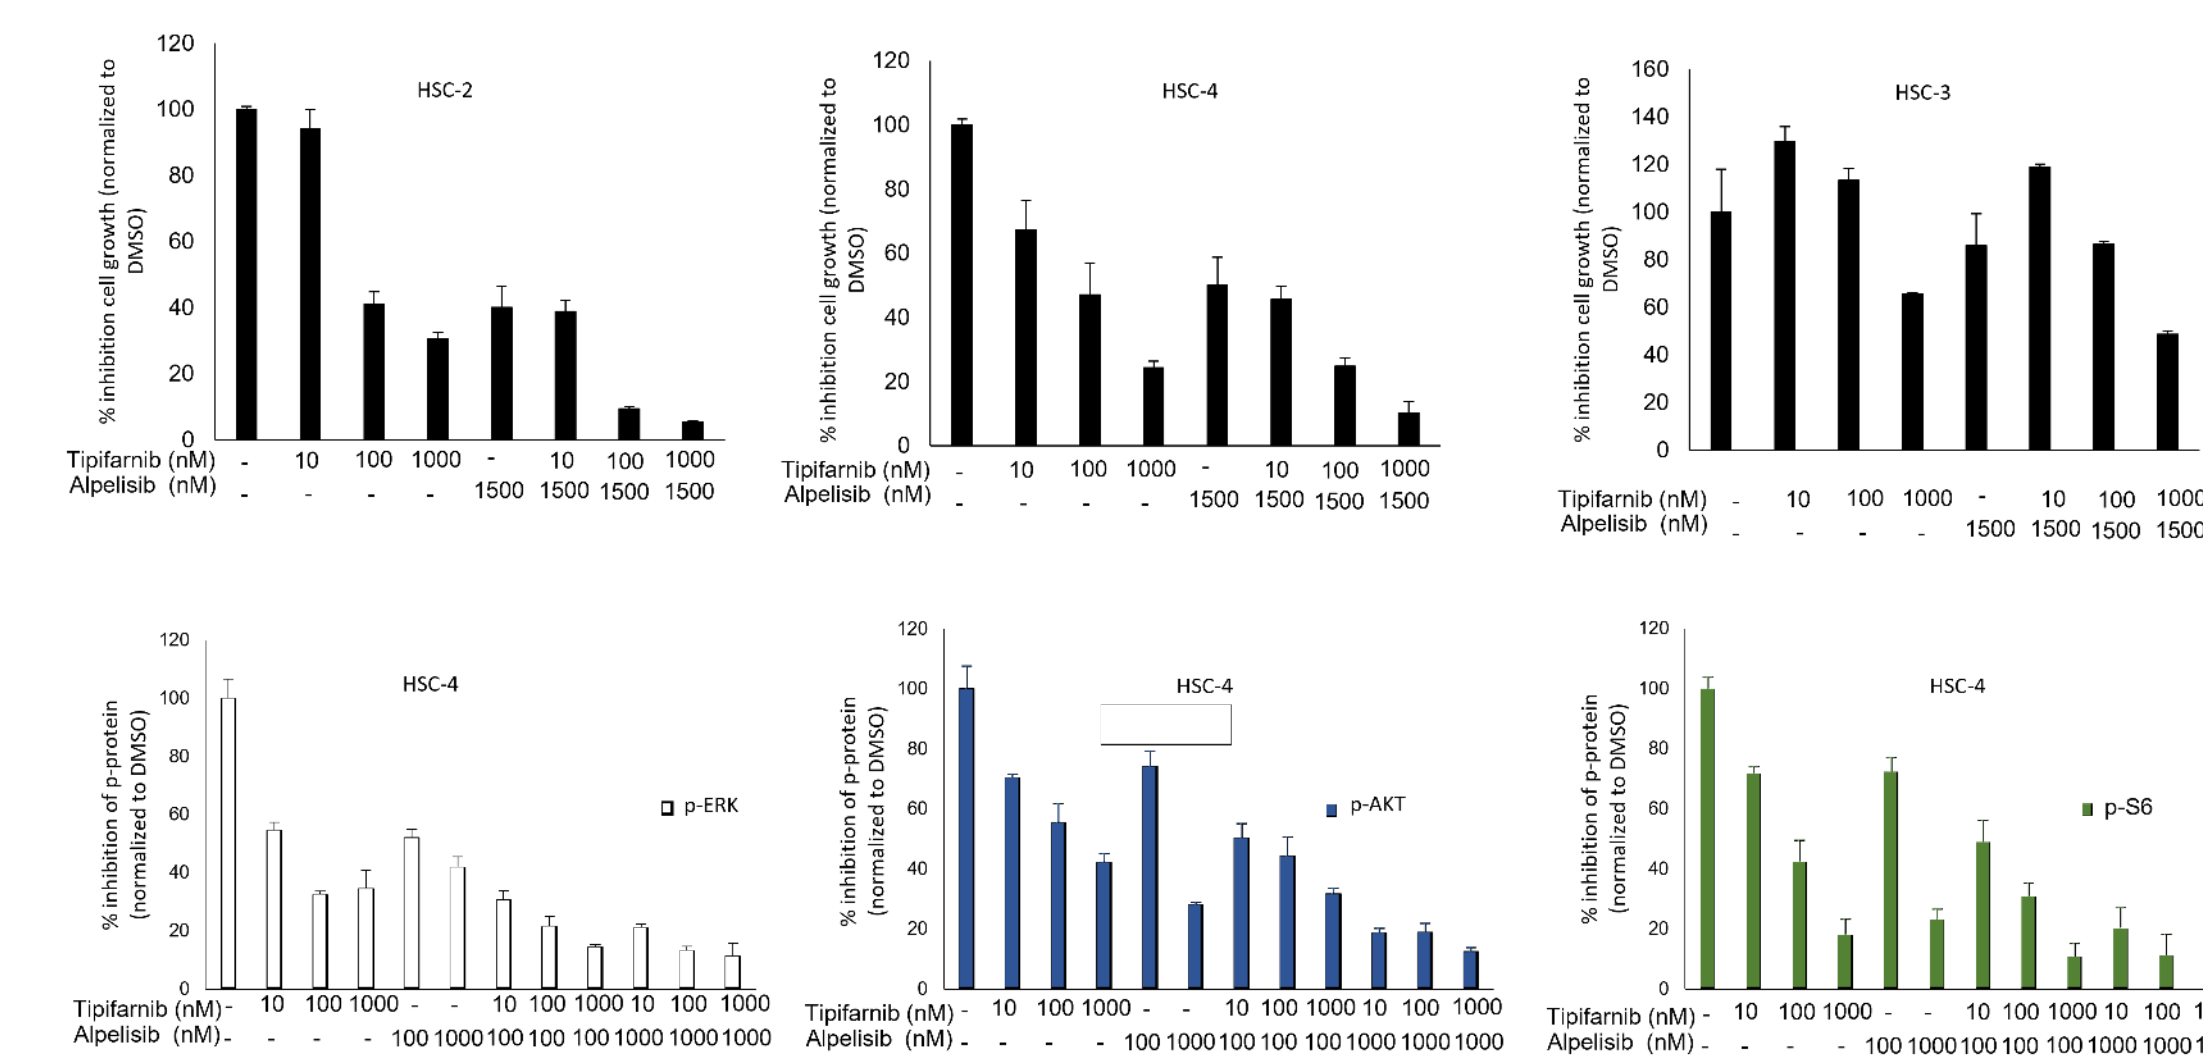 HSC-2
% inhibition cell growth (normalized to
DMSO)
120
100
80
60
40
20
0
Tipifarnib (nM) - 10 100 1000 - 10 100 1000
Alpelisib (nM) - - - - 1500 1500 1500 1500
HSC-4
% inhibition cell growth (normalized to
DMSO)
120
100
80
60
40
20
0
Tipifarnib (nM) - 10 100 1000 - 10 100 1000
Alpelisib (nM) - - - - 1500 1500 1500 1500
HSC-3
% inhibition cell growth (normalized to
DMSO)
160
140
120
100
80
60
40
20
0
Tipifarnib (nM) - 10 100 1000 - 10 100 1000
Alpelisib (nM) - - - - 1500 1500 1500 1500
HSC-4
% inhibition of p-protein
(normalized to DMSO)
120
100
80
60
40
20
0
p-ERK
Tipifarnib (nM) - 10 100 1000 - - 10 100 1000 10 100 1000
Alpelisib (nM) - - - - 100 1000 100 100 100 1000 1000 1000
HSC-4
% inhibition of p-protein
(normalized to DMSO)
120
100
80
60
40
20
0
p-AKT
Tipifarnib (nM) - 10 100 1000 - - 10 100 1000 10 100 1000
Alpelisib (nM) - - - - 100 1000 100 100 100 1000 1000 1000
HSC-4
% inhibition of p-protein
(normalized to DMSO)
120
100
80
60
40
20
0
p-S6
Tipifarnib (nM) - 10 100 1000 - - 10 100 1000 10 100
Alpelisib (nM) - - - - 100 1000 100 100 100 1000 1000